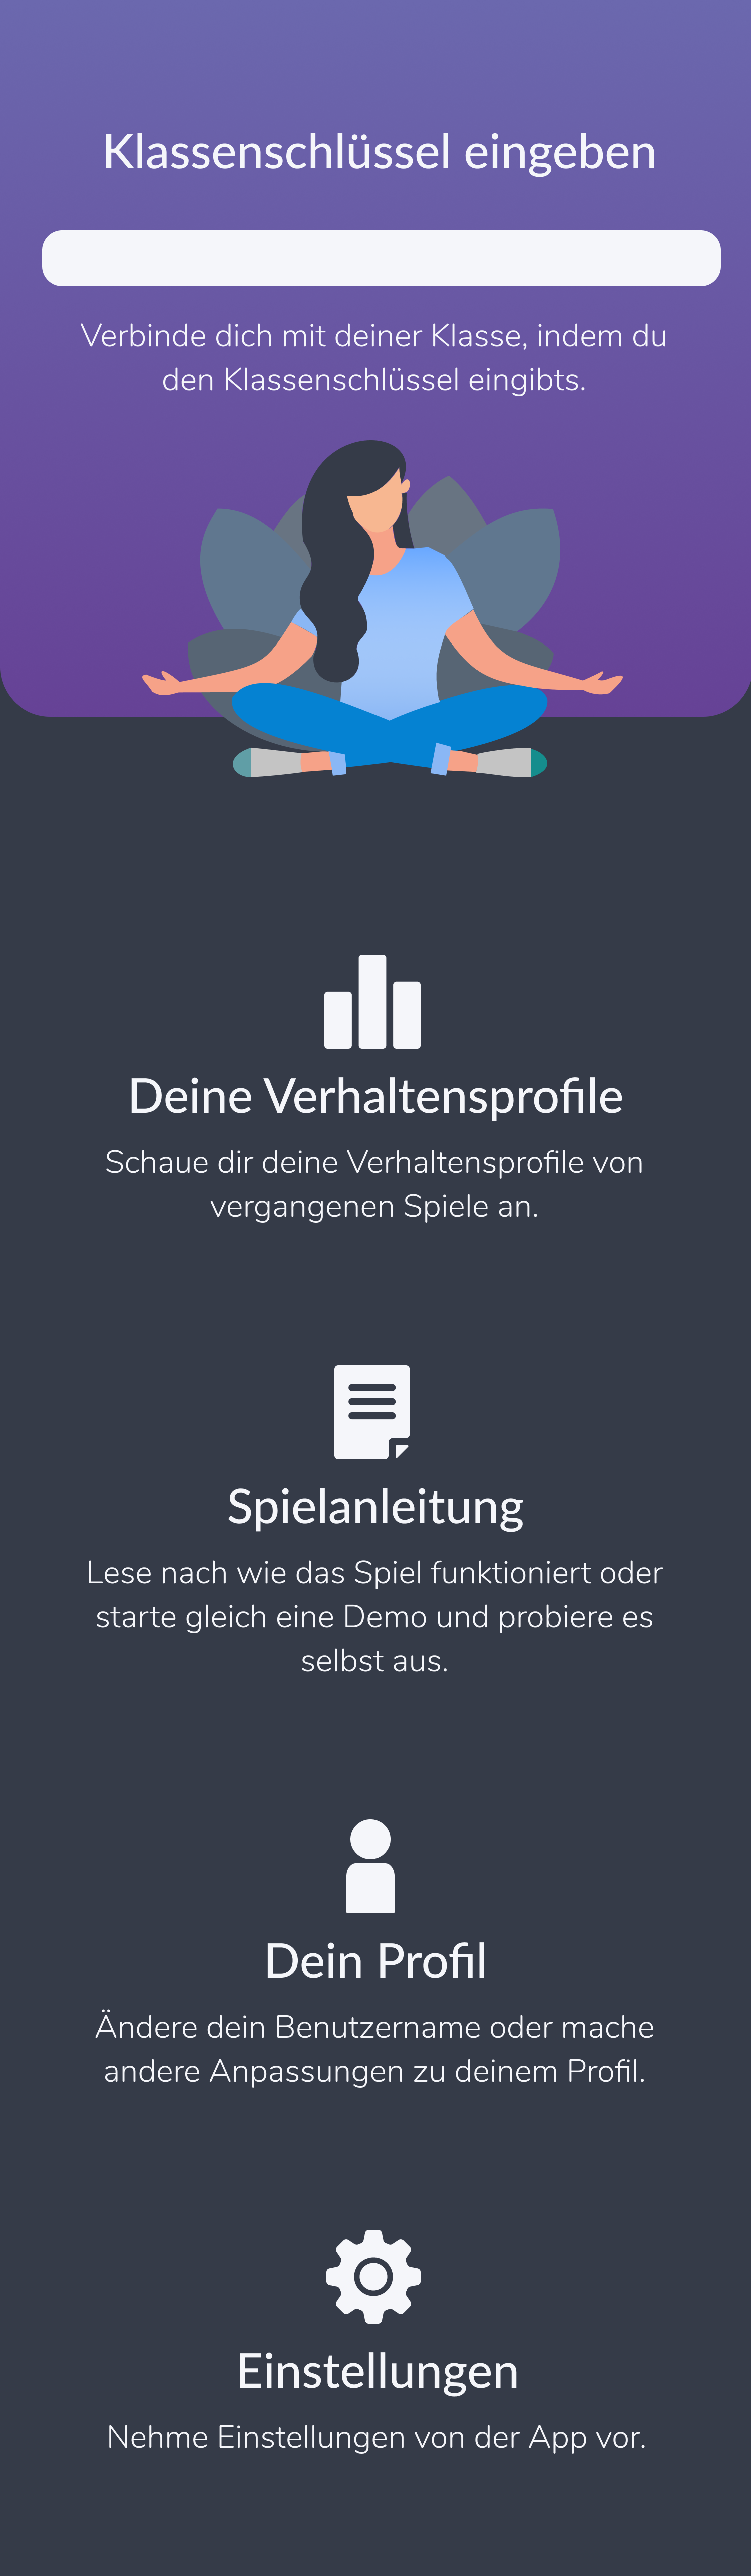 Klassenschlüssel eingeben
Verbinde dich mit deiner Klasse, indem du
den Klassenschlüssel eingibts.
Deine Verhaltensprofile
Schaue dir deine Verhaltensprofile von
vergangenen Spiele an.
Spielanleitung
Lese nach wie das Spiel funktioniert oder
starte gleich eine Demo und probiere es
selbst aus.
Dein Profil
Ändere dein Benutzername oder mache
andere Anpassungen zu deinem Profil.
Einstellungen
Nehme Einstellungen von der App vor.